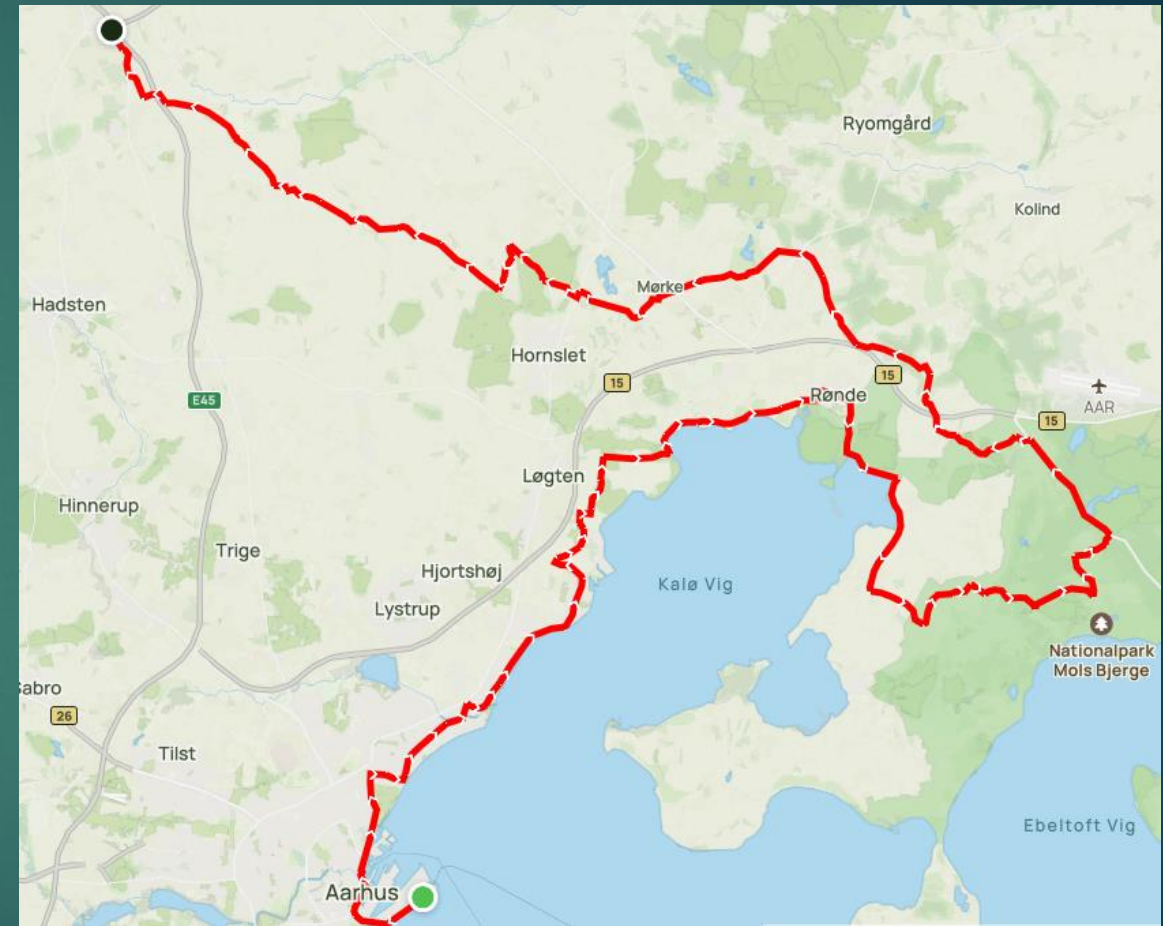 Ryomgård
Kolind
Hadsten
Mørke
Hornslet
15
15
E45
Rønde
AAR
15
Løgten
Hinnerup
Trige
Hjortshøj
Kalø Vig
Lystrup
Nationalpark
Mols Bjerge
Sabro
26
Tilst
Ebeltoft Vig
Aarhus